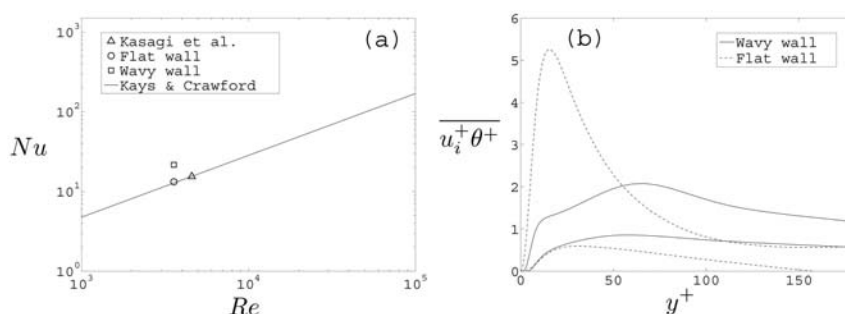 (a)
Kasagi et al.
Flat wall
Wavy wall
Kays & Crawford
Nu
10^3
10^2
10^1
10^0
10^3
10^4
10^5
Re
(b)
Wavy wall
Flat wall
\overline{u_i^+ θ^+}
6
5
4
3
2
1
0
0
50
100
150
y^+